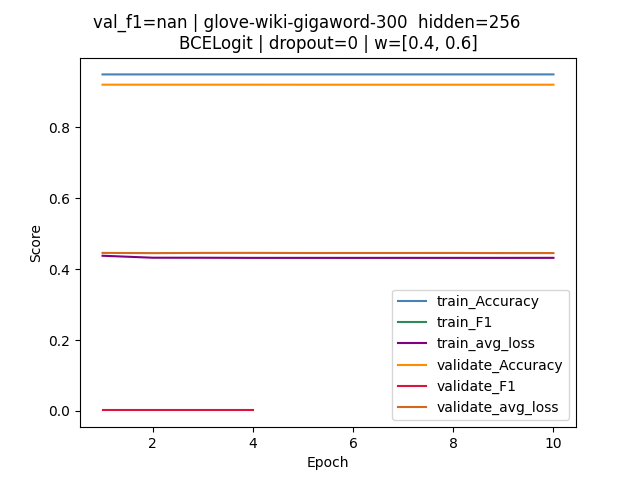 val_f1=nan | glove-wiki-gigaword-300  hidden=256
BCELogit | dropout=0 | w=[0.4, 0.6]
Score
0.8
0.6
0.4
0.2
0.0
train_Accuracy
train_F1
train_avg_loss
validate_Accuracy
validate_F1
validate_avg_loss
2 4 6 8 10
Epoch